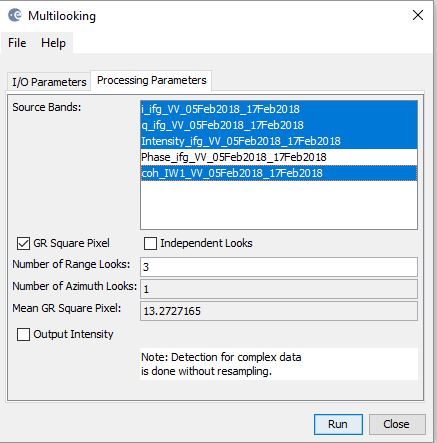 Multilooking
File Help
I/O Parameters Processing Parameters
Source Bands:
i_ifg_VV_05Feb2018_17Feb2018
q_ifg_VV_05Feb2018_17Feb2018
Intensity_ifg_VV_05Feb2018_17Feb2018
Phase_ifg_VV_05Feb2018_17Feb2018
coh_IW1_VV_05Feb2018_17Feb2018
GR Square Pixel Independent Looks
Number of Range Looks: 3
Number of Azimuth Looks: 1
Mean GR Square Pixel: 13.2727165
Output Intensity
Note: Detection for complex data
is done without resampling.
Run Close